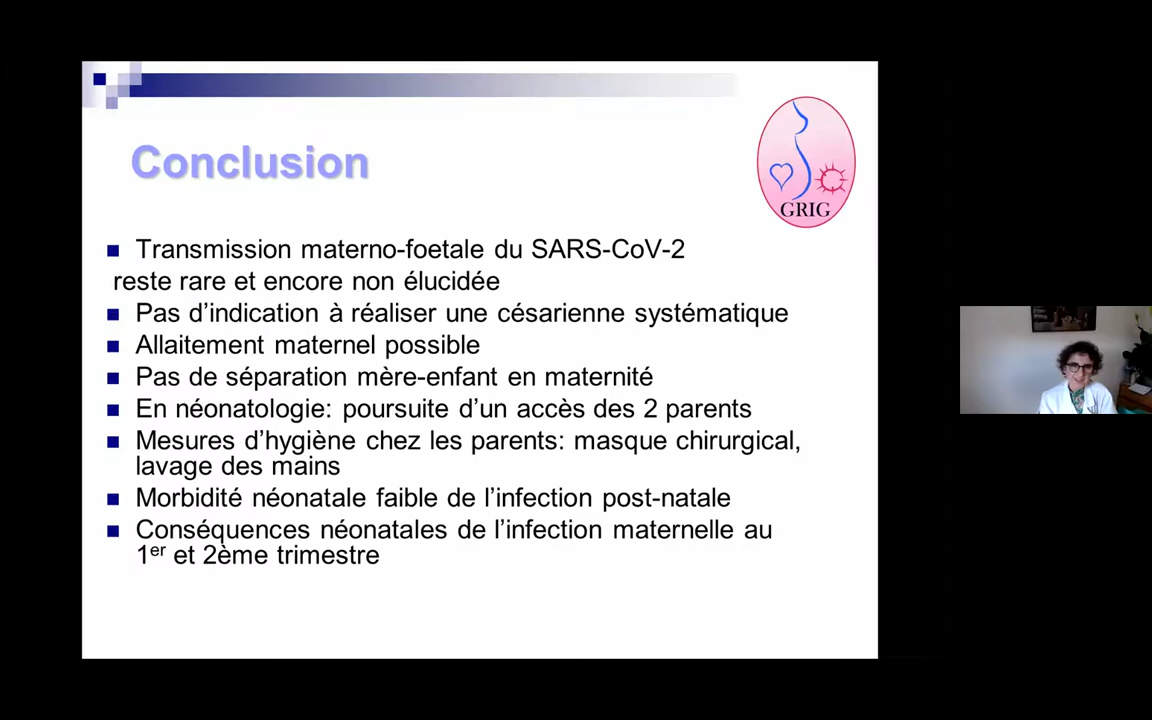 Conclusion
GRIG
Transmission materno-foetale du SARS-CoV-2
reste rare et encore non élucidée
Pas d’indication à réaliser une césarienne systématique
Allaitement maternel possible
Pas de séparation mère-enfant en maternité
En néonatologie: poursuite d’un accès des 2 parents
Mesures d’hygiène chez les parents: masque chirurgical,
lavage des mains
Morbidité néonatale faible de l’infection post-natale
Conséquences néonatales de l’infection maternelle au
1er et 2ème trimestre